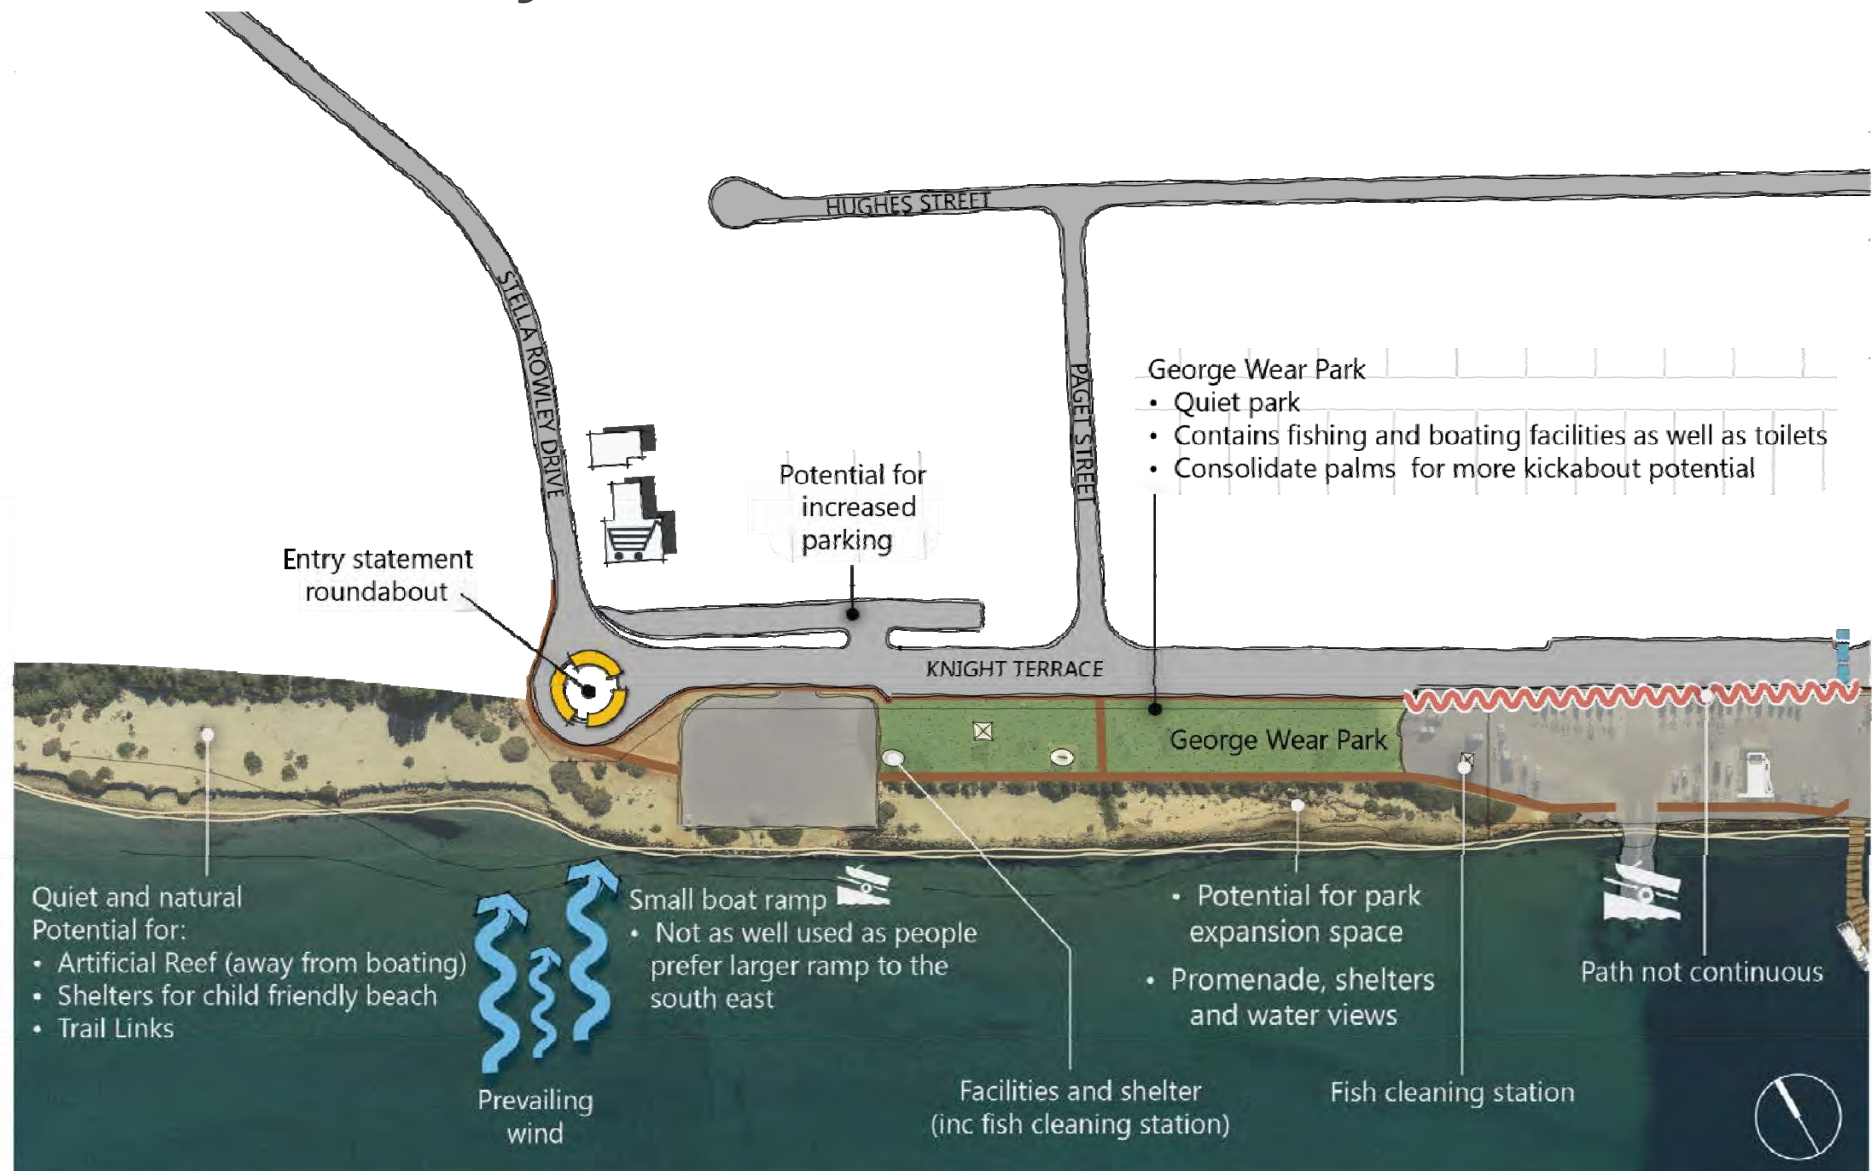 HUGHES STREET
STELLA ROWLEY DRIVE
PAGET STREET
George Wear Park
• Quiet park
• Contains fishing and boating facilities as well as toilets
• Consolidate palms for more kickabout potential
Potential for
increased
parking
Entry statement
roundabout
KNIGHT TERRACE
George Wear Park
Quiet and natural
Potential for:
• Artificial Reef (away from boating)
• Shelters for child friendly beach
• Trail Links
Prevailing
wind
Small boat ramp
• Not as well used as people
prefer larger ramp to the
south east
Facilities and shelter
(inc fish cleaning station)
• Potential for park
expansion space
• Promenade, shelters
and water views
Fish cleaning station
Path not continuous